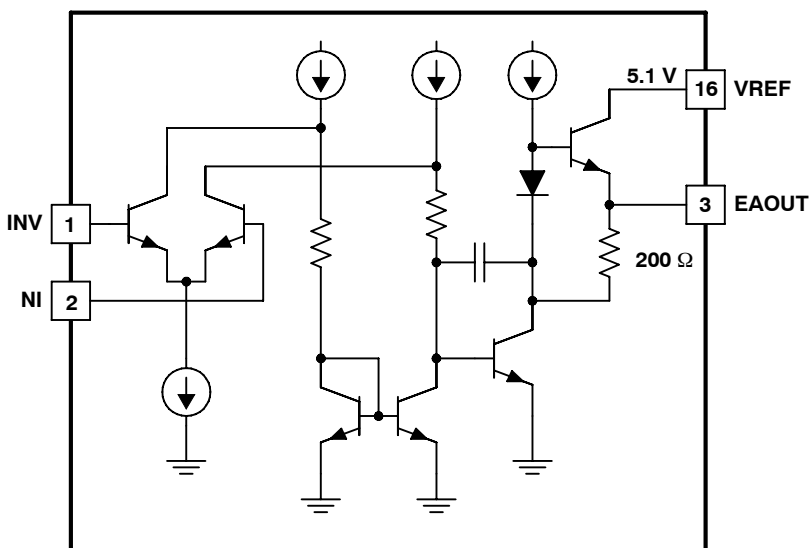 5.1 V
16 VREF
INV 1
3 EAOUT
NI 2
200 Ω